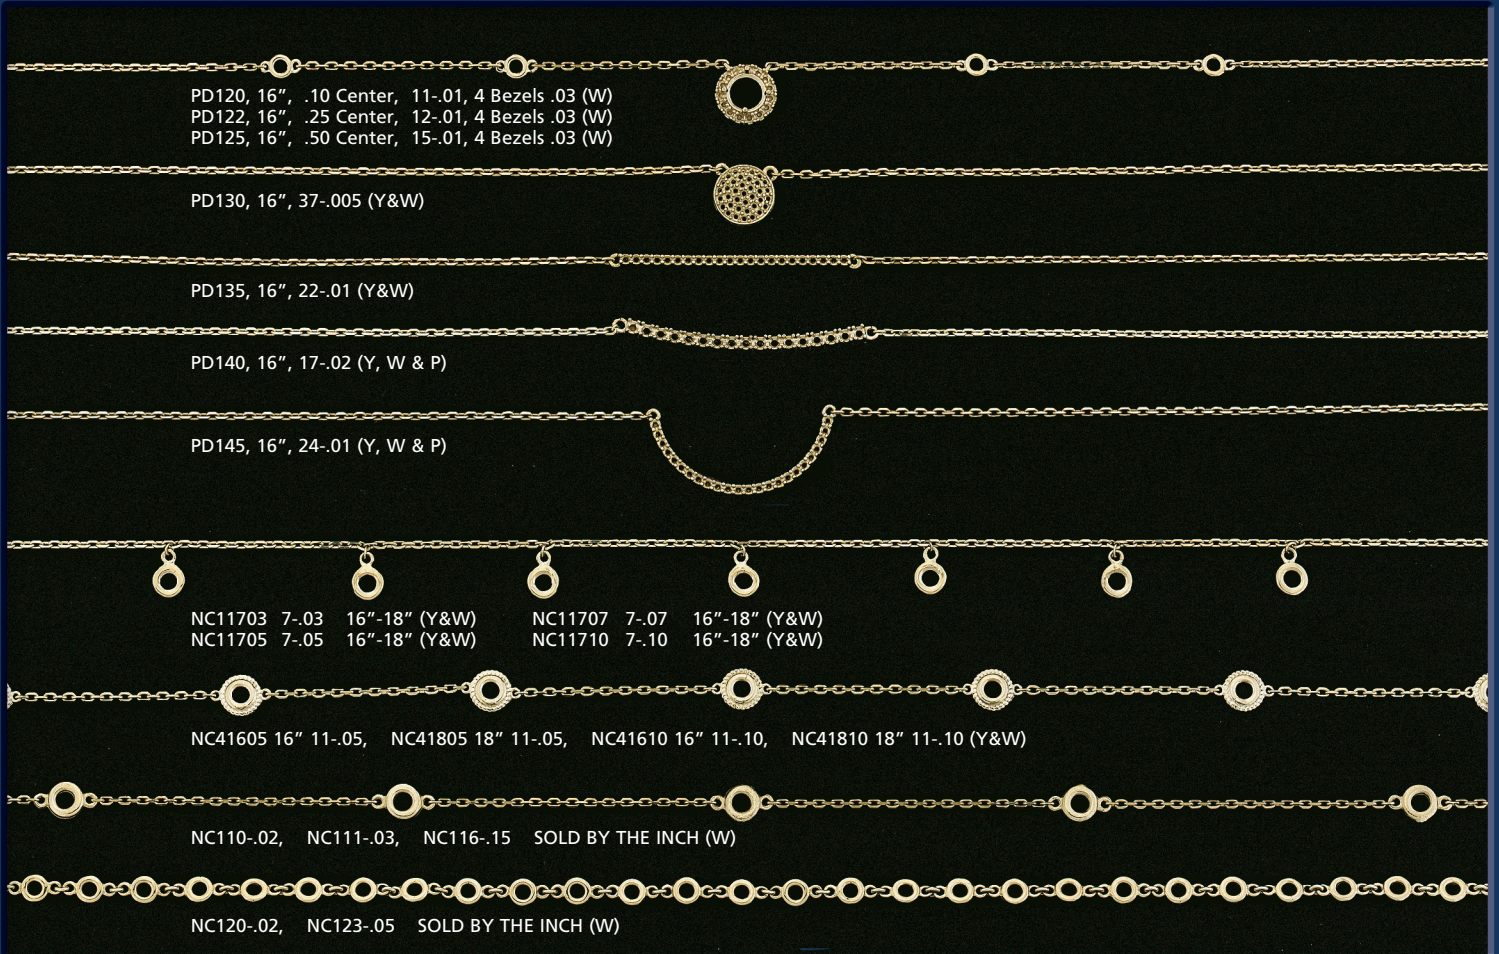 PD120, 16”, .10 Center, 11-.01, 4 Bezels .03 (W)
PD122, 16”, .25 Center, 12-.01, 4 Bezels .03 (W)
PD125, 16”, .50 Center, 15-.01, 4 Bezels .03 (W)
PD130, 16”, 37-.005 (Y&W)
PD135, 16”, 22-.01 (Y&W)
PD140, 16”, 17-.02 (Y, W & P)
PD145, 16”, 24-.01 (Y, W & P)
NC11703 7-.03 16”-18” (Y&W) NC11707 7-.07 16”-18” (Y&W)
NC11705 7-.05 16”-18” (Y&W) NC11710 7-.10 16”-18” (Y&W)
NC41605 16” 11-.05, NC41805 18” 11-.05, NC41610 16” 11-.10, NC41810 18” 11-.10 (Y&W)
NC110-.02, NC111-.03, NC116-.15 SOLD BY THE INCH (W)
NC120-.02, NC123-.05 SOLD BY THE INCH (W)